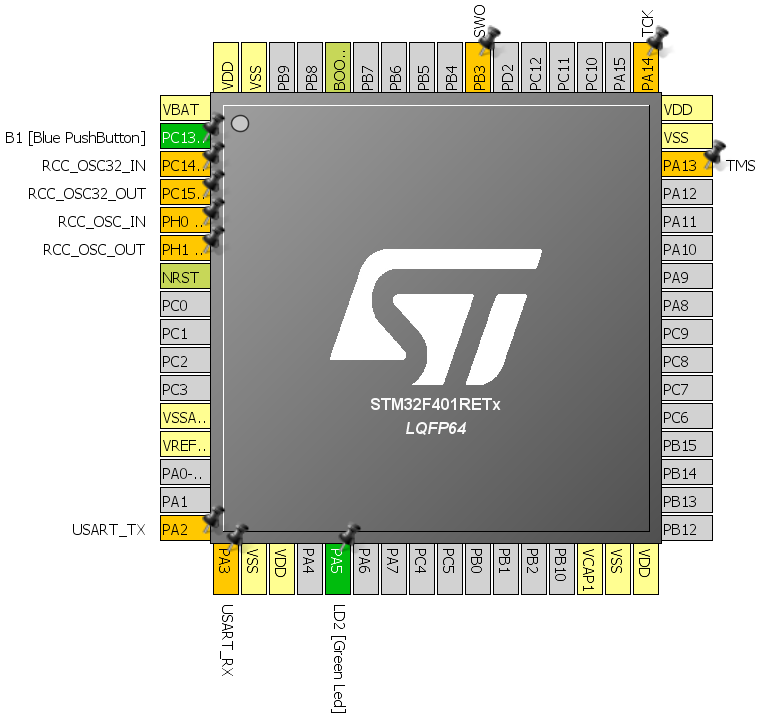 SWO
TCK
VDD
VSS
PB9
PB8
BOO..
PB7
PB6
PB5
PB4
PB3
PD2
PC12
PC11
PC10
PA15
PA14
VBAT
B1 [Blue PushButton] PC13..
RCC_OSC32_IN PC14..
RCC_OSC32_OUT PC15..
RCC_OSC_IN PH0 ..
RCC_OSC_OUT PH1 ..
NRST
PC0
PC1
PC2
PC3
VSSA..
VREF..
PA0-..
PA1
USART_TX PA2
ST
STM32F401RETx
LQFP64
VDD
VSS
PA13 TMS
PA12
PA11
PA10
PA9
PA8
PC9
PC8
PC7
PC6
PB15
PB14
PB13
PB12
PA3
VSS
VDD
PA4
PA5
PA6
PA7
PC4
PC5
PB0
PB1
PB2
PB10
VCAP1
VSS
VDD
USART_RX
LD2 [Green Led]